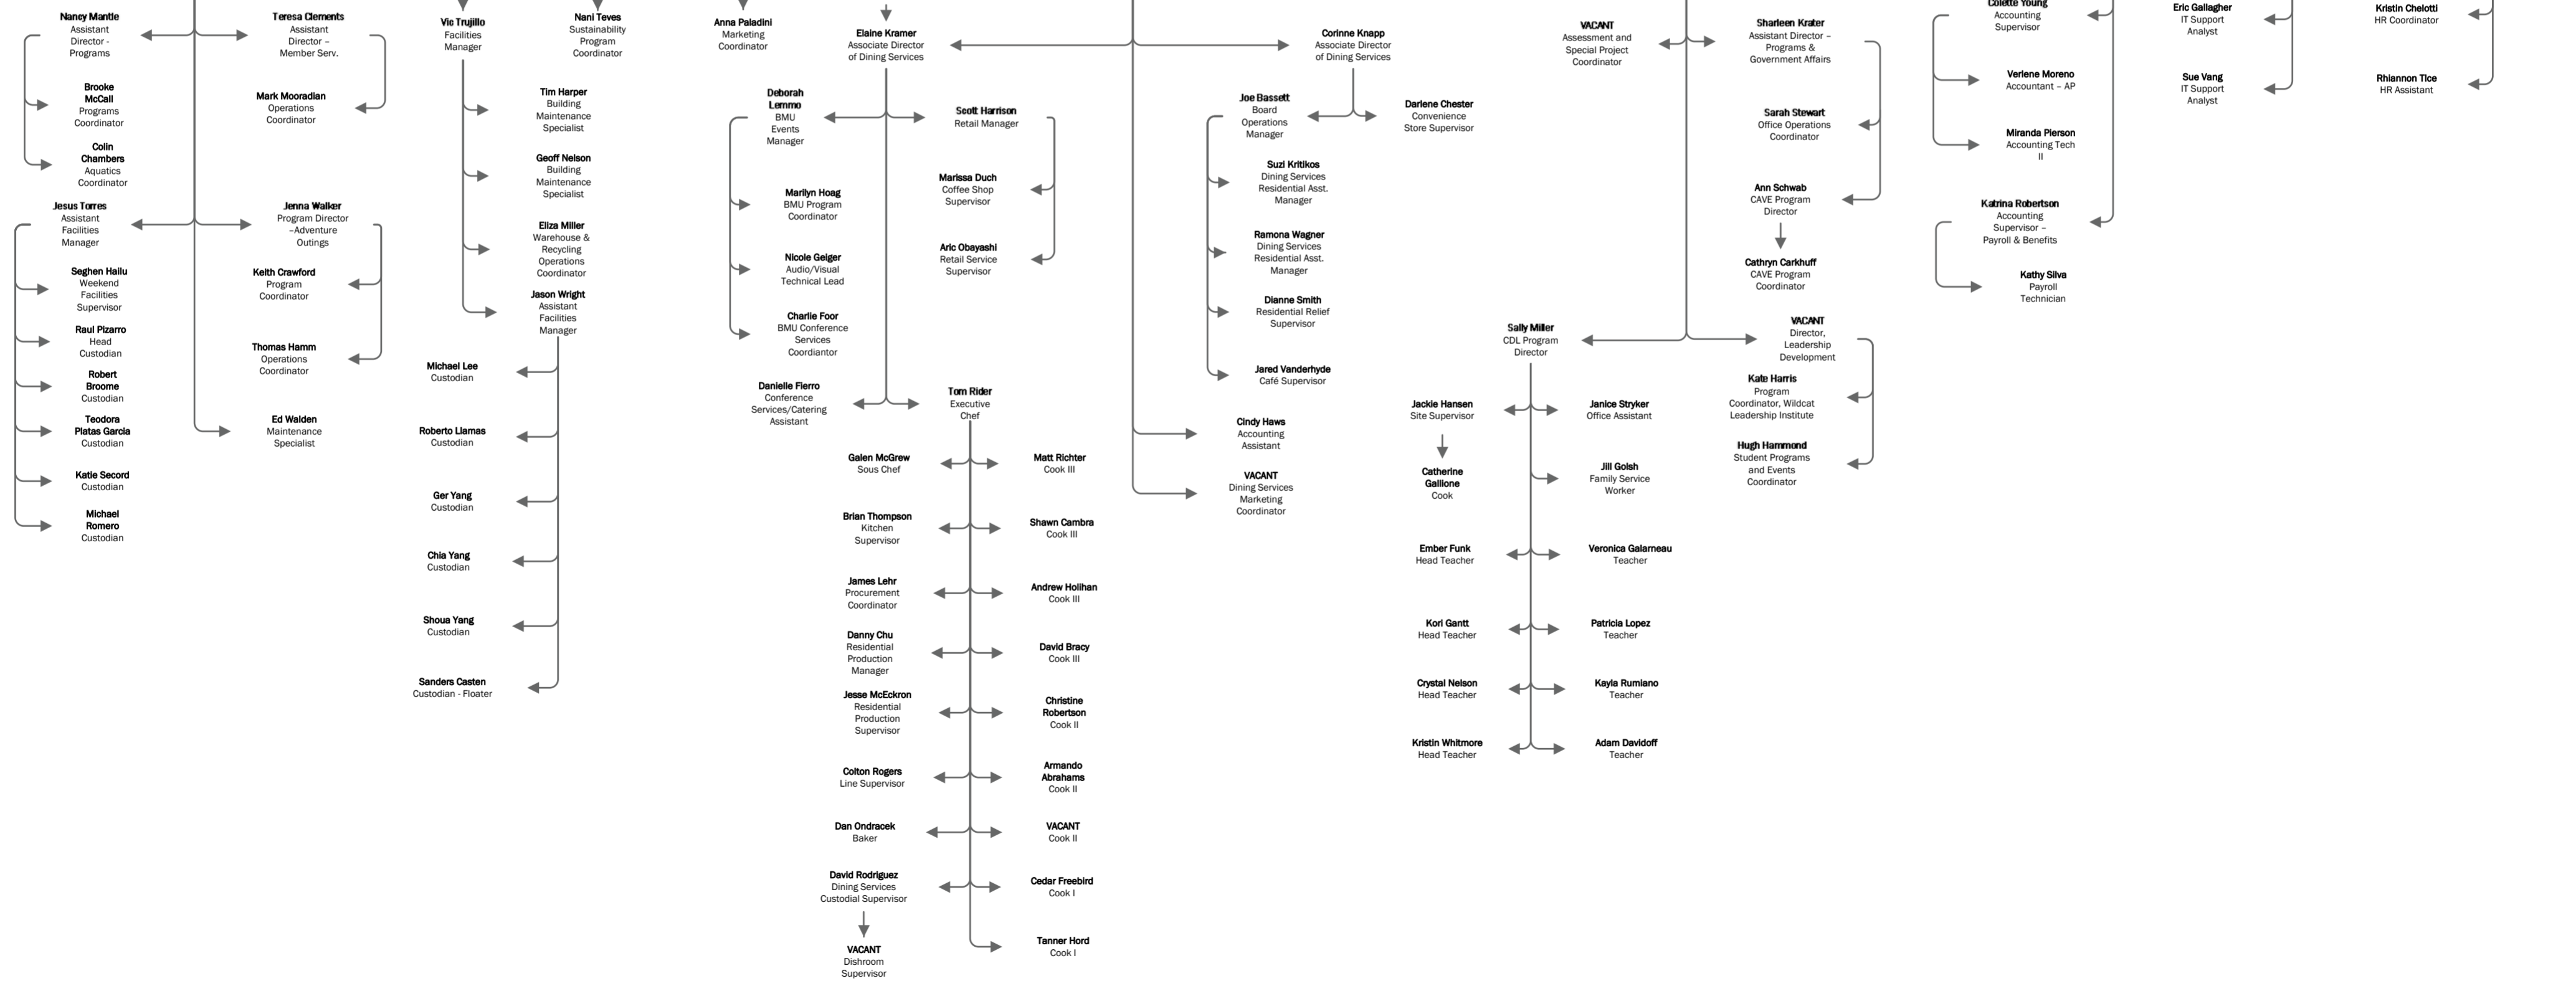 Nancy Mantle
Assistant
Director -
Programs
Brooke
McCall
Programs
Coordinator
Colin
Chambers
Aquatics
Coordinator
Teresa Clements
Assistant
Director –
Member Serv.
Mark Mooradian
Operations
Coordinator
Jesus Torres
Assistant
Facilities
Manager
Seghen Hailu
Weekend
Facilities
Supervisor
Raul Pizarro
Head
Custodian
Robert
Broome
Custodian
Teodora
Platas Garcia
Custodian
Katie Secord
Custodian
Michael
Romero
Custodian
Jenna Walker
Program Director
–Adventure
Outings
Keith Crawford
Program
Coordinator
Thomas Hamm
Operations
Coordinator
Ed Walden
Maintenance
Specialist
Vic Trujillo
Facilities
Manager
Tim Harper
Building
Maintenance
Specialist
Geoff Nelson
Building
Maintenance
Specialist
Eliza Miller
Warehouse &
Recycling
Operations
Coordinator
Jason Wright
Assistant
Facilities
Manager
Michael Lee
Custodian
Roberto Llamas
Custodian
Ger Yang
Custodian
Chia Yang
Custodian
Shoua Yang
Custodian
Sanders Casten
Custodian - Floater
Nani Teves
Sustainability
Program
Coordinator
Anna Paladini
Marketing
Coordinator
Elaine Kramer
Associate Director
of Dining Services
Deborah
Lemmo
BMU
Events
Manager
Marilyn Hoag
BMU Program
Coordinator
Nicole Geiger
Audio/Visual
Technical Lead
Charlie Foor
BMU Conference
Services
Coordiantor
Scott Harrison
Retail Manager
Marissa Duch
Coffee Shop
Supervisor
Aric Obayashi
Retail Service
Supervisor
Danielle Fierro
Conference
Services/Catering
Assistant
Tom Rider
Executive
Chef
Galen McGrew
Sous Chef
Matt Richter
Cook III
Brian Thompson
Kitchen
Supervisor
Shawn Cambra
Cook III
James Lehr
Procurement
Coordinator
Andrew Holihan
Cook III
Danny Chu
Residential
Production
Manager
David Bracy
Cook III
Jesse McEckron
Residential
Production
Supervisor
Christine
Robertson
Cook II
Colton Rogers
Line Supervisor
Armando
Abrahams
Cook II
Dan Ondracek
Baker
VACANT
Cook II
David Rodriguez
Dining Services
Custodial Supervisor
Cedar Freebird
Cook I
VACANT
Dishroom
Supervisor
Tanner Hord
Cook I
Corinne Knapp
Associate Director
of Dining Services
Joe Bassett
Board
Operations
Manager
Darlene Chester
Convenience
Store Supervisor
Suzi Kritikos
Dining Services
Residential Asst.
Manager
Ramona Wagner
Dining Services
Residential Asst.
Manager
Dianne Smith
Residential Relief
Supervisor
Jared Vanderhyde
Café Supervisor
Cindy Haws
Accounting
Assistant
VACANT
Dining Services
Marketing
Coordinator
VACANT
Assessment and
Special Project
Coordinator
Sharleen Krater
Assistant Director –
Programs &
Government Affairs
Sarah Stewart
Office Operations
Coordinator
Ann Schwab
CAVE Program
Director
Cathryn Carkhuff
CAVE Program
Coordinator
Sally Miller
CDL Program
Director
Jackie Hansen
Site Supervisor
Janice Stryker
Office Assistant
Catherine
Gallione
Cook
Jill Golsh
Family Service
Worker
Ember Funk
Head Teacher
Veronica Galarneau
Teacher
Kori Gantt
Head Teacher
Patricia Lopez
Teacher
Crystal Nelson
Head Teacher
Kayla Rumiano
Teacher
Kristin Whitmore
Head Teacher
Adam Davidoff
Teacher
VACANT
Director,
Leadership
Development
Kate Harris
Program
Coordinator, Wildcat
Leadership Institute
Hugh Hammond
Student Programs
and Events
Coordinator
Colette Young
Accounting
Supervisor
Verlene Moreno
Accountant – AP
Miranda Pierson
Accounting Tech
II
Katrina Robertson
Accounting
Supervisor –
Payroll & Benefits
Kathy Silva
Payroll
Technician
Eric Gallagher
IT Support
Analyst
Sue Vang
IT Support
Analyst
Kristin Chelotti
HR Coordinator
Rhiannon Tice
HR Assistant